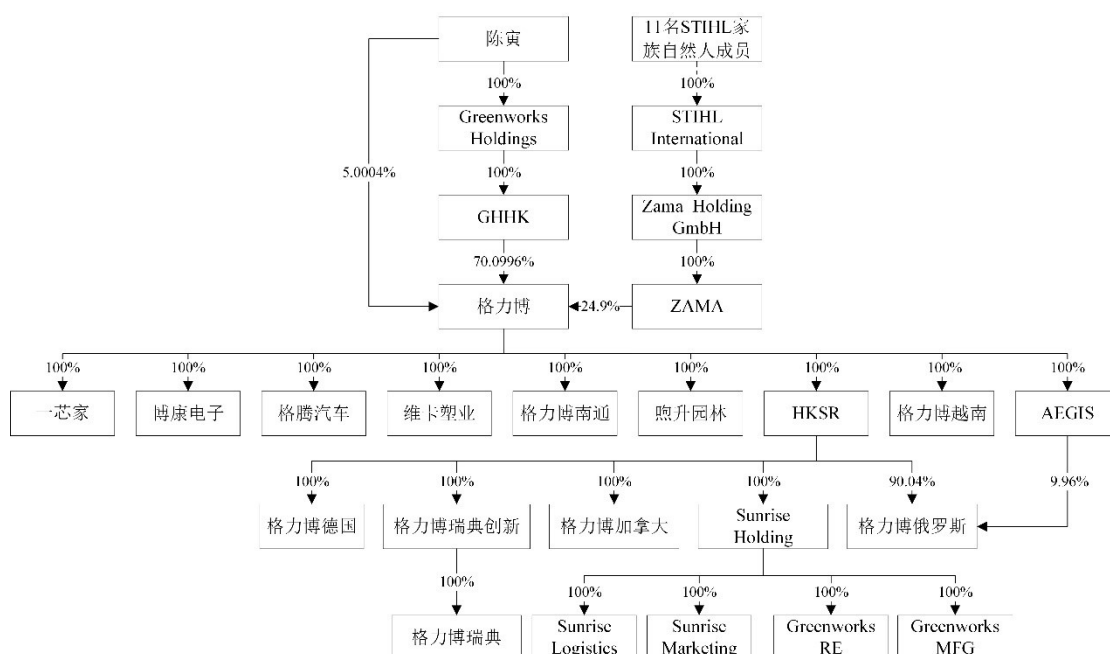 陈寅
11名STIHL家
族自然人成员
100%
100%
Greenworks
Holdings
STIHL
International
5.0004%
100%
100%
GHHK
Zama Holding
GmbH
70.0996%
100%
格力博
24.9%
ZAMA
100%
100%
100%
100%
100%
100%
100%
100%
100%
一芯家
博康电子
格腾汽车
维卡塑业
格力博南通
煦升园林
HKSR
格力博越南
AEGIS
100%
100%
100%
100%
90.04%
9.96%
格力博德国
格力博瑞典创新
格力博加拿大
Sunrise
Holding
格力博俄罗斯
100%
100%
100%
100%
100%
格力博瑞典
Sunrise
Logistics
Sunrise
Marketing
Greenworks
RE
Greenworks
MFG